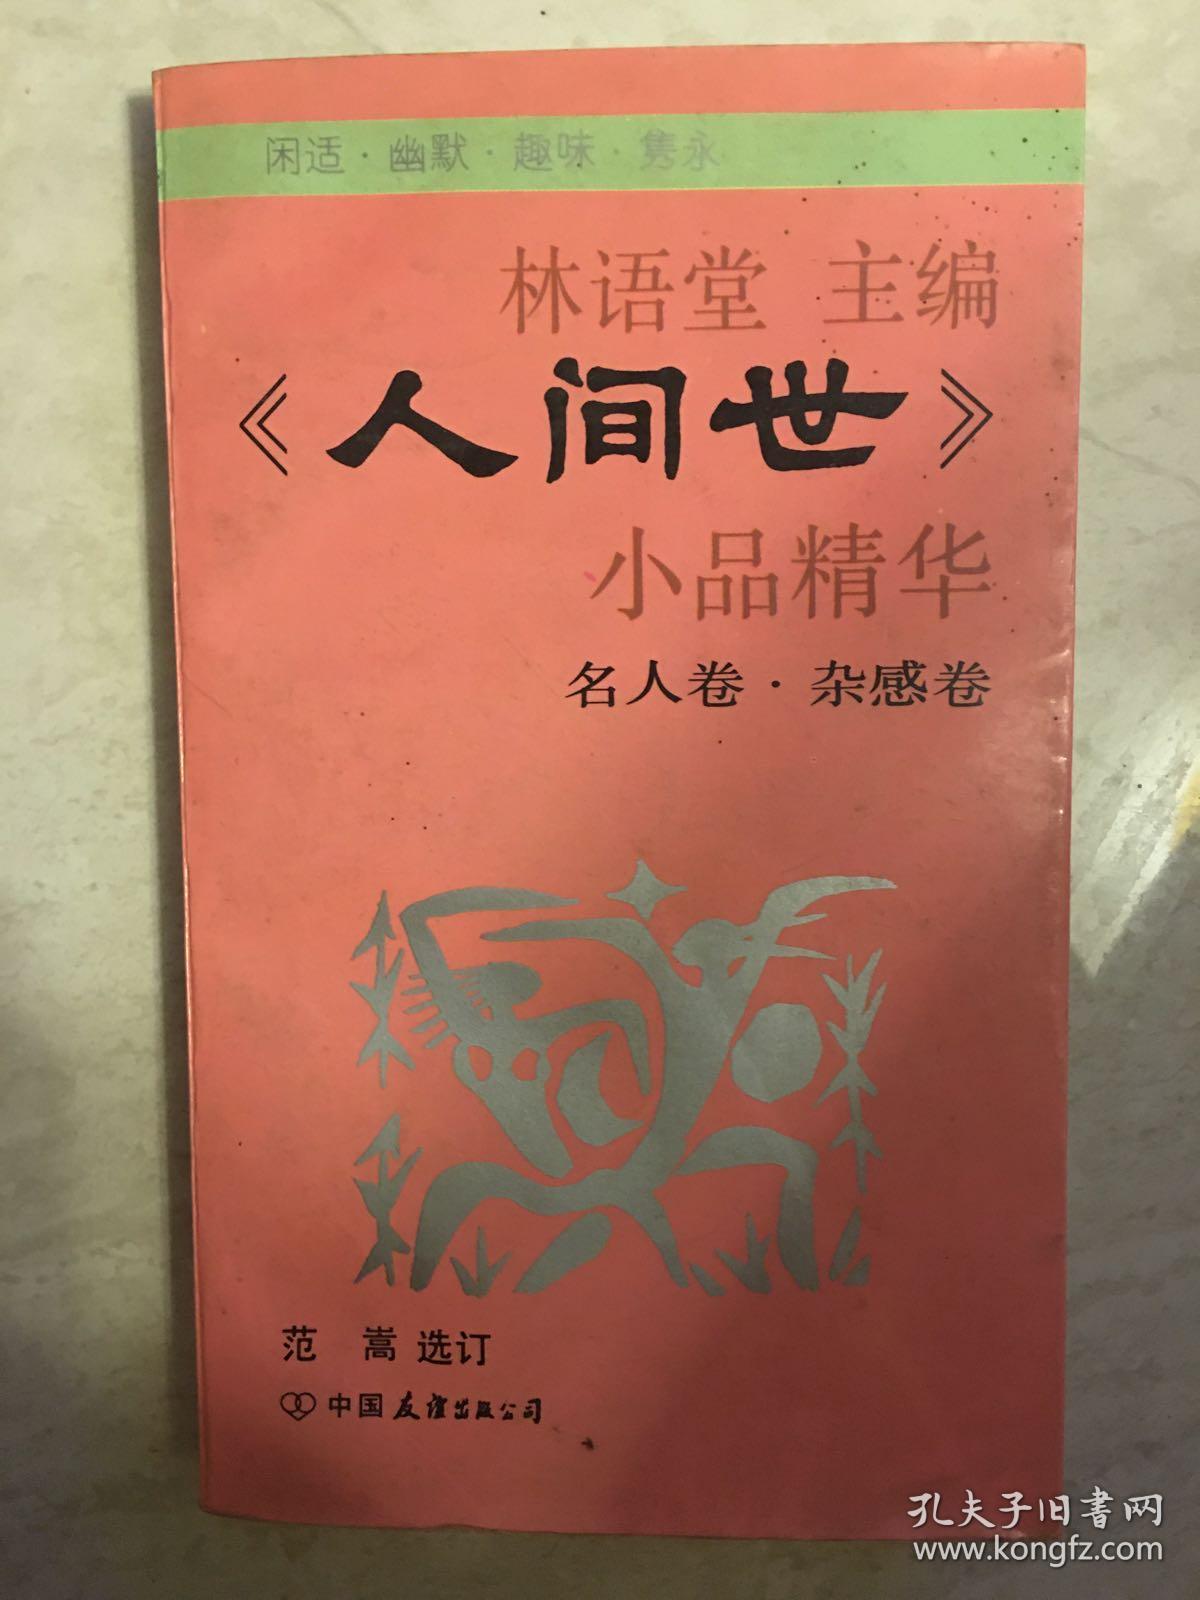 闲适·幽默·趣味·隽永
林语堂 主编
《人间世》
小品精华
名人卷·杂感卷
范 嵩 选订
中国友谊出版公司
孔夫子旧书网
www.kongfz.com